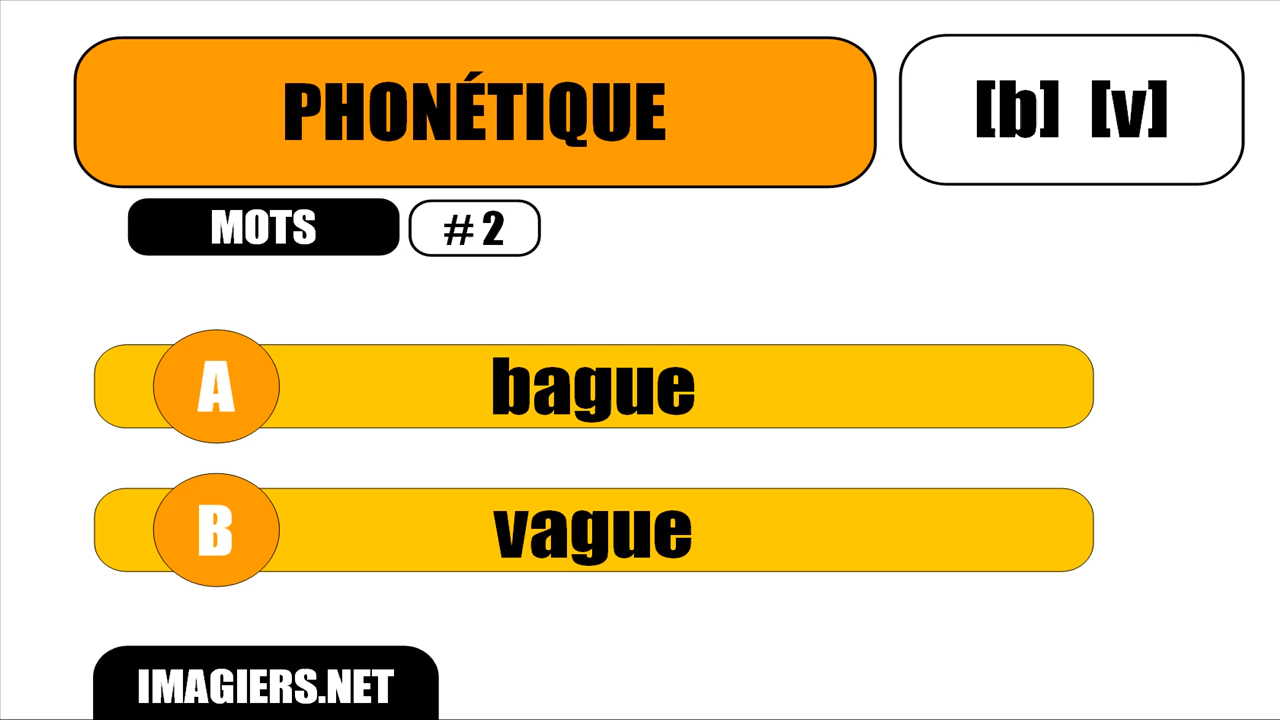 PHONÉTIQUE
[b] [v]
MOTS
# 2
A
bague
B
vague
IMAGIERS.NET